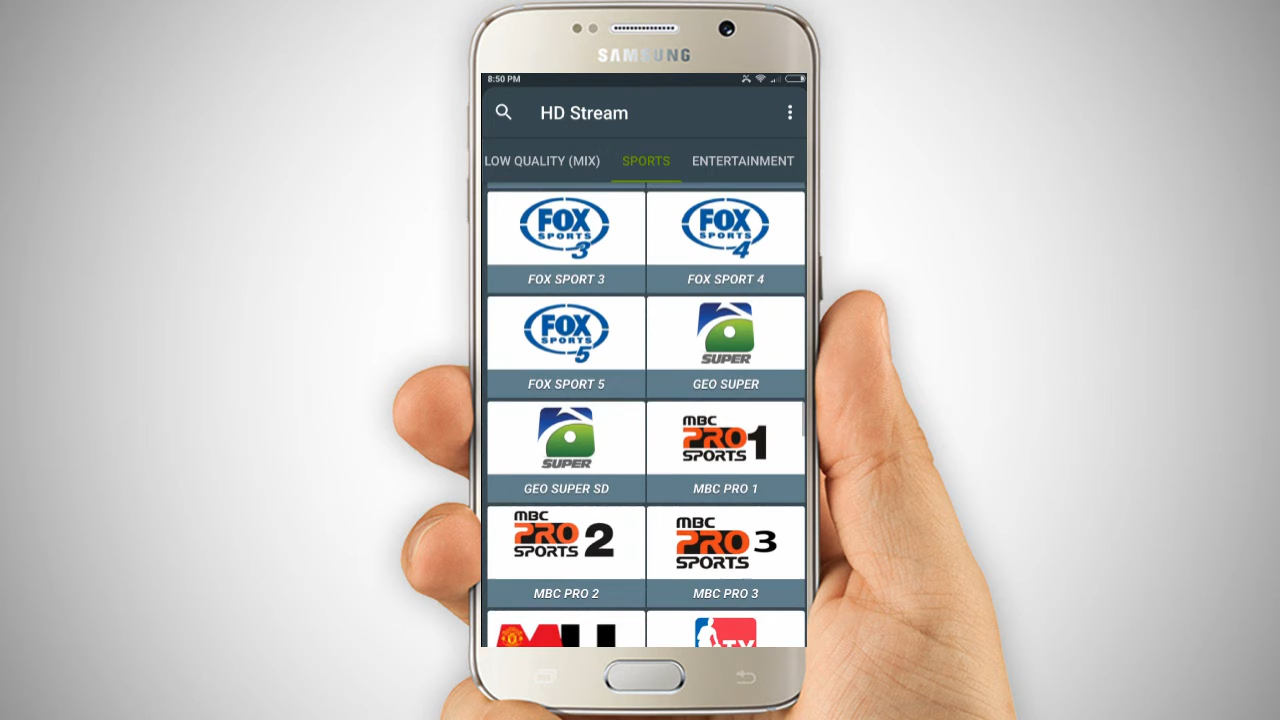 SAMSUNG
8:50 PM
HD Stream
LOW QUALITY (MIX) SPORTS ENTERTAINMENT
FOX SPORTS 3
FOX SPORTS 4
FOX SPORT 3
FOX SPORT 4
FOX SPORTS 5
SUPER
FOX SPORT 5
GEO SUPER
SUPER
MBC PRO SPORTS 1
GEO SUPER SD
MBC PRO 1
MBC PRO SPORTS 2
MBC PRO SPORTS 3
MBC PRO 2
MBC PRO 3